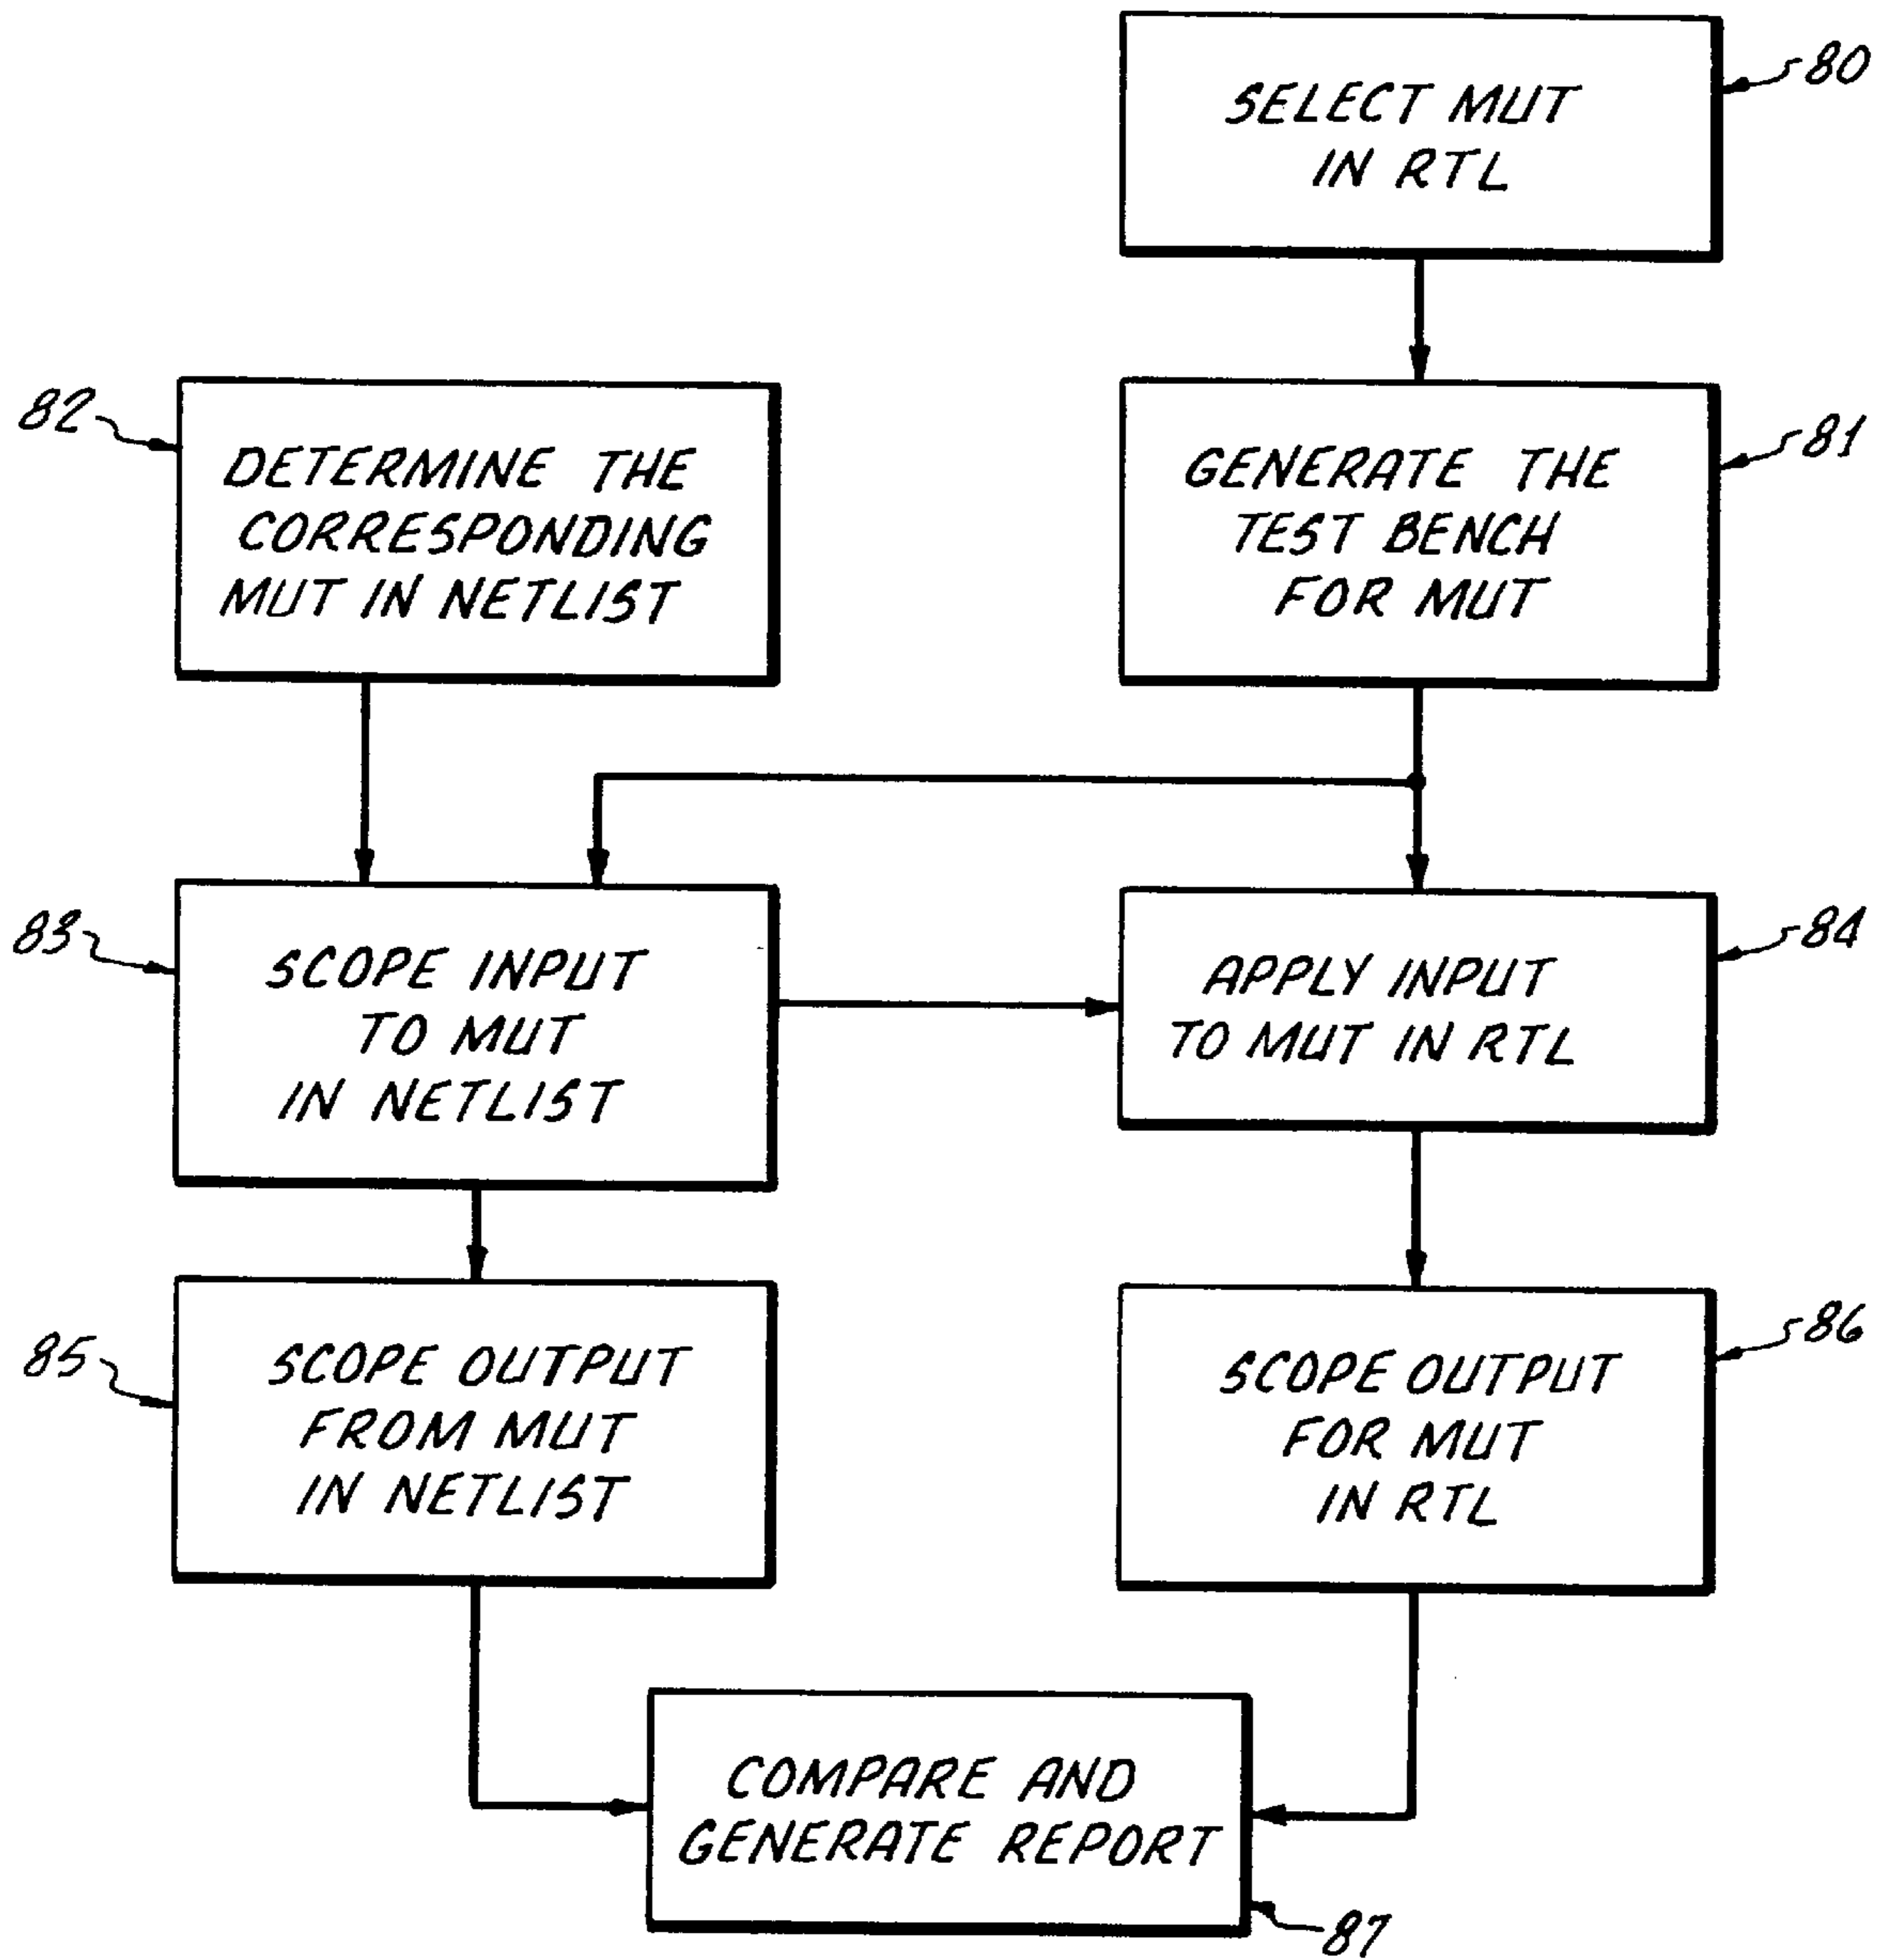 SELECT MUT
IN RTL
80
82
DETERMINE THE
CORRESPONDING
MUT IN NETLIST
GENERATE THE
TEST BENCH
FOR MUT
81
83
SCOPE INPUT
TO MUT
IN NETLIST
APPLY INPUT
TO MUT IN RTL
84
85
SCOPE OUTPUT
FROM MUT
IN NETLIST
SCOPE OUTPUT
FOR MUT
IN RTL
86
COMPARE AND
GENERATE REPORT
87